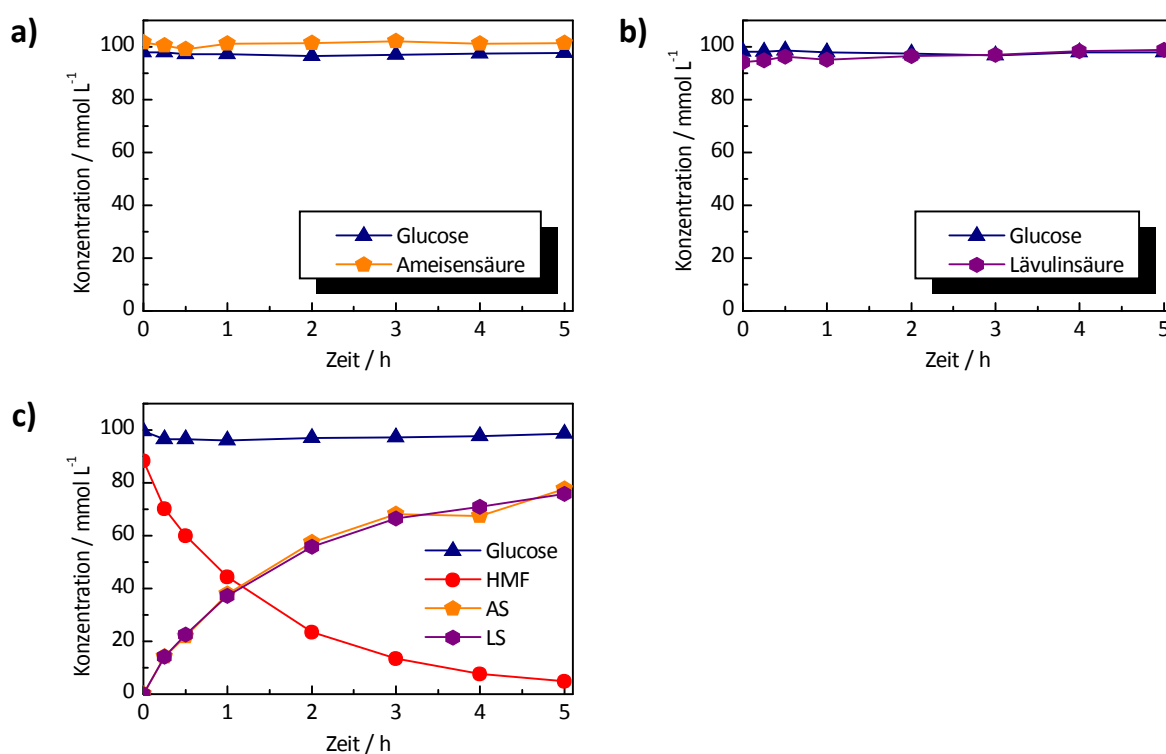 a)
Konzentration / mmol L⁻¹
100
80
60
40
20
0
Glucose
Ameisensäure
0 1 2 3 4 5
Zeit / h
b)
Konzentration / mmol L⁻¹
100
80
60
40
20
0
Glucose
Lävulinsäure
0 1 2 3 4 5
Zeit / h
c)
Konzentration / mmol L⁻¹
100
80
60
40
20
0
Glucose
HMF
AS
LS
0 1 2 3 4 5
Zeit / h